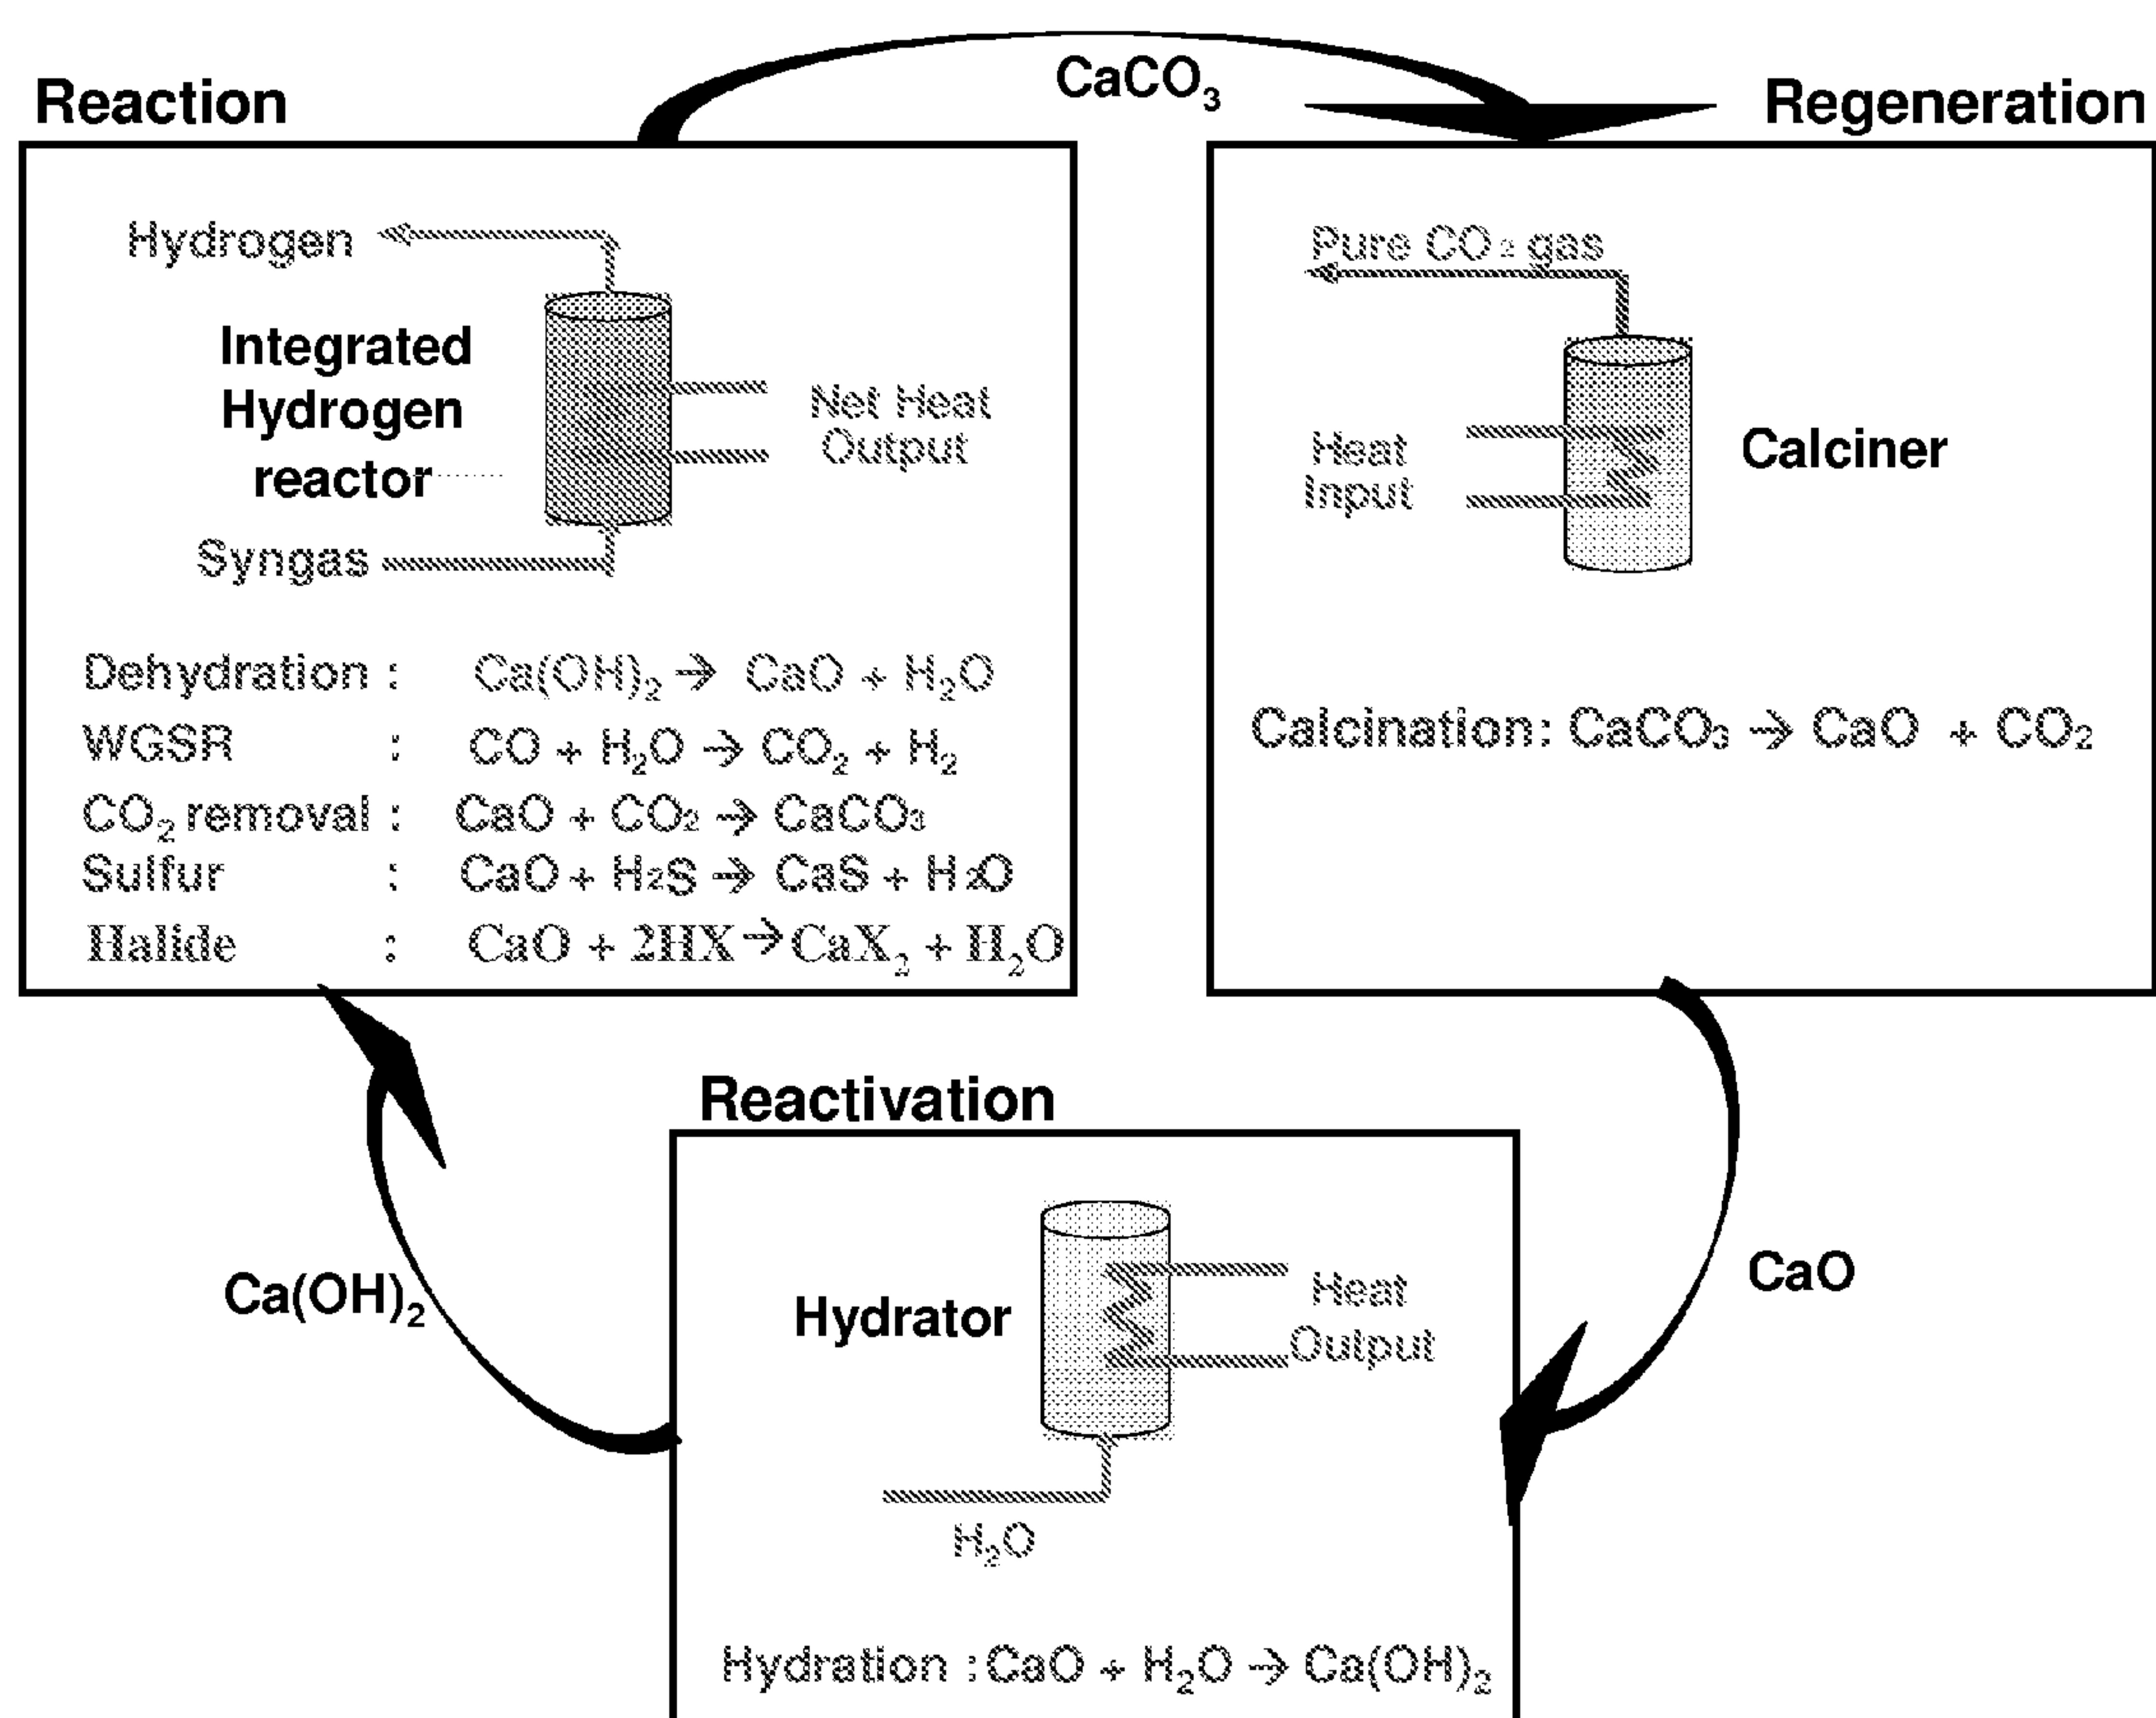 CaCO₃
Reaction
Regeneration
Hydrogen
Integrated
Hydrogen
reactor
Net Heat
Output
Syngas
Dehydration : Ca(OH)₂ → CaO + H₂O
WGSR : CO + H₂O → CO₂ + H₂
CO₂ removal : CaO + CO₂ → CaCO₃
Sulfur : CaO + H₂S → CaS + H₂O
Halide : CaO + 2HX → CaX₂ + H₂O
Pure CO₂ gas
Heat
Input
Calciner
Calcination: CaCO₃ → CaO + CO₂
Reactivation
Ca(OH)₂
CaO
Hydrator
Heat
Output
H₂O
Hydration : CaO + H₂O → Ca(OH)₂